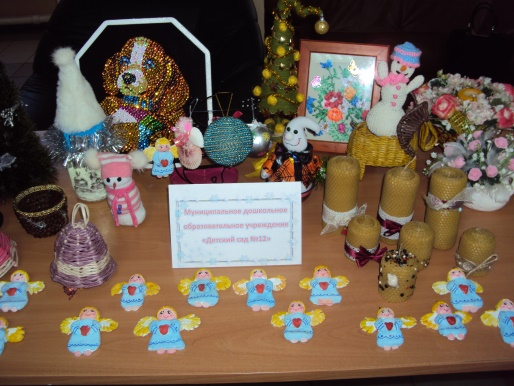 Муниципальное дошкольное
образовательное учреждение
«Детский сад №12»